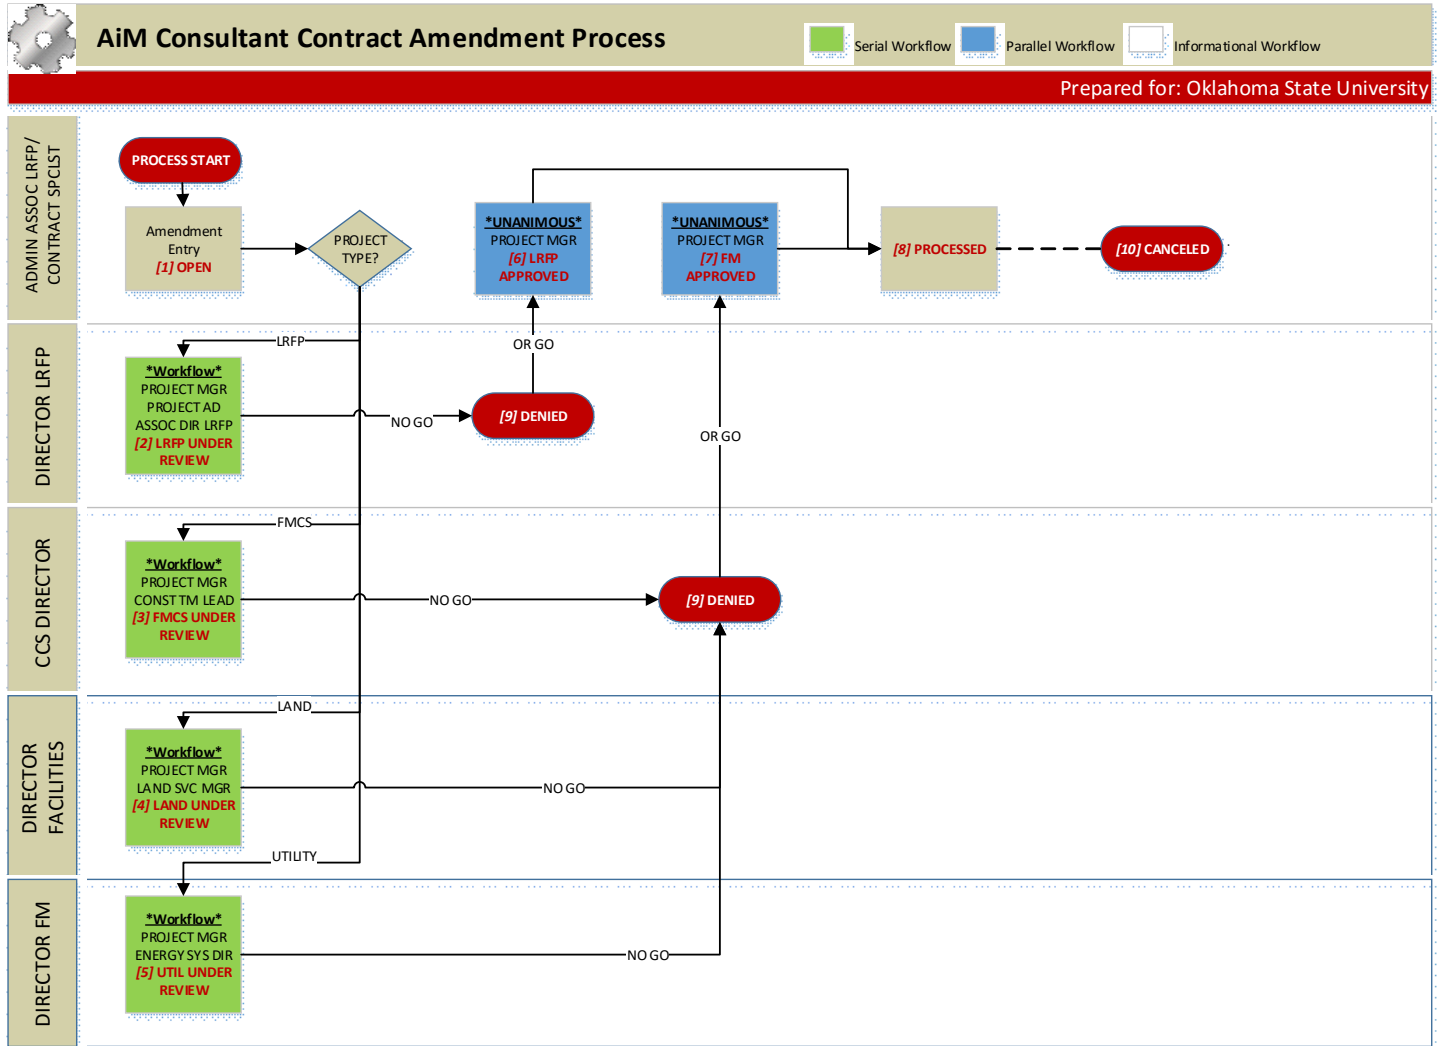 AiM Consultant Contract Amendment Process
Serial Workflow
Parallel Workflow
Informational Workflow
Prepared for: Oklahoma State University
ADMIN ASSOC LRFP/
CONTRACT SPCLST
PROCESS START
Amendment
Entry
[1] OPEN
PROJECT
TYPE?
*UNANIMOUS*
PROJECT MGR
[6] LRFP
APPROVED
*UNANIMOUS*
PROJECT MGR
[7] FM
APPROVED
[8] PROCESSED
[10] CANCELED
DIRECTOR LRFP
LRFP
*Workflow*
PROJECT MGR
PROJECT AD
ASSOC DIR LRFP
[2] LRFP UNDER
REVIEW
NO GO
[9] DENIED
OR GO
OR GO
CCS DIRECTOR
FMCS
*Workflow*
PROJECT MGR
CONST TM LEAD
[3] FMCS UNDER
REVIEW
NO GO
[9] DENIED
DIRECTOR
FACILITIES
LAND
*Workflow*
PROJECT MGR
LAND SVC MGR
[4] LAND UNDER
REVIEW
NO GO
UTILITY
DIRECTOR FM
*Workflow*
PROJECT MGR
ENERGY SYS DIR
[5] UTIL UNDER
REVIEW
NO GO